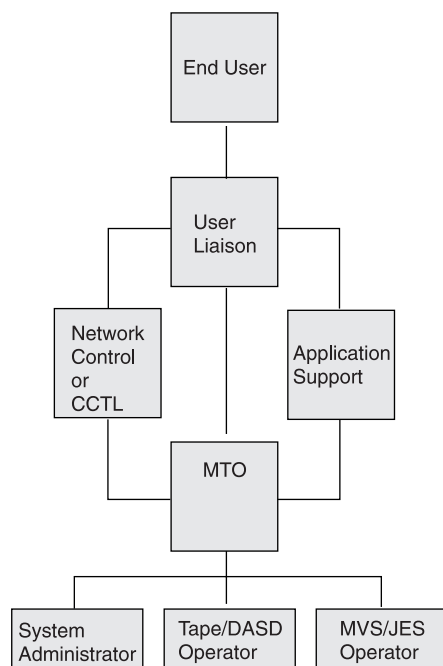 End User
User
Liaison
Network
Control
or
CCTL
Application
Support
MTO
System
Administrator
Tape/DASD
Operator
MVS/JES
Operator